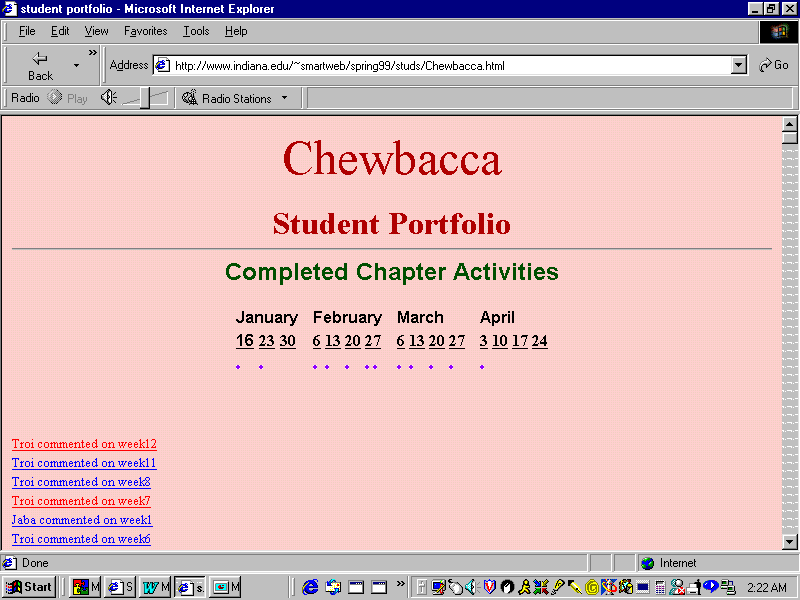 student portfolio - Microsoft Internet Explorer
File Edit View Favorites Tools Help
Back » Address http://www.indiana.edu/~smartweb/spring99/studs/Chewbacca.html Go
Radio Play Radio Stations
Chewbacca
Student Portfolio
Completed Chapter Activities
January February March April
16 23 30 6 13 20 27 6 13 20 27 3 10 17 24
Troi commented on week12
Troi commented on week11
Troi commented on week8
Troi commented on week7
Jaba commented on week1
Troi commented on week6
Done Internet
Start M S M s M » 2:22 AM